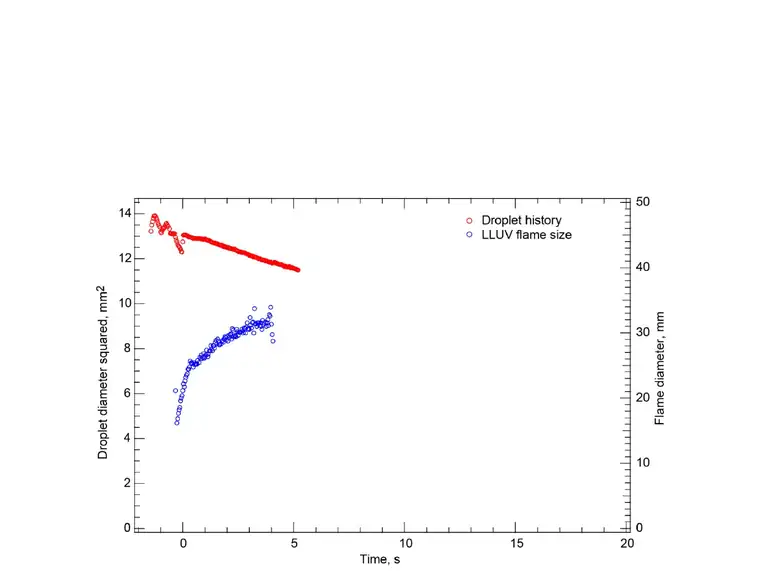 Droplet history
LLUV flame size
Droplet diameter squared, mm2
14
12
10
8
6
4
2
0
50
40
30
20
10
0
Flame diameter, mm
0 5 10 15 20
Time, s